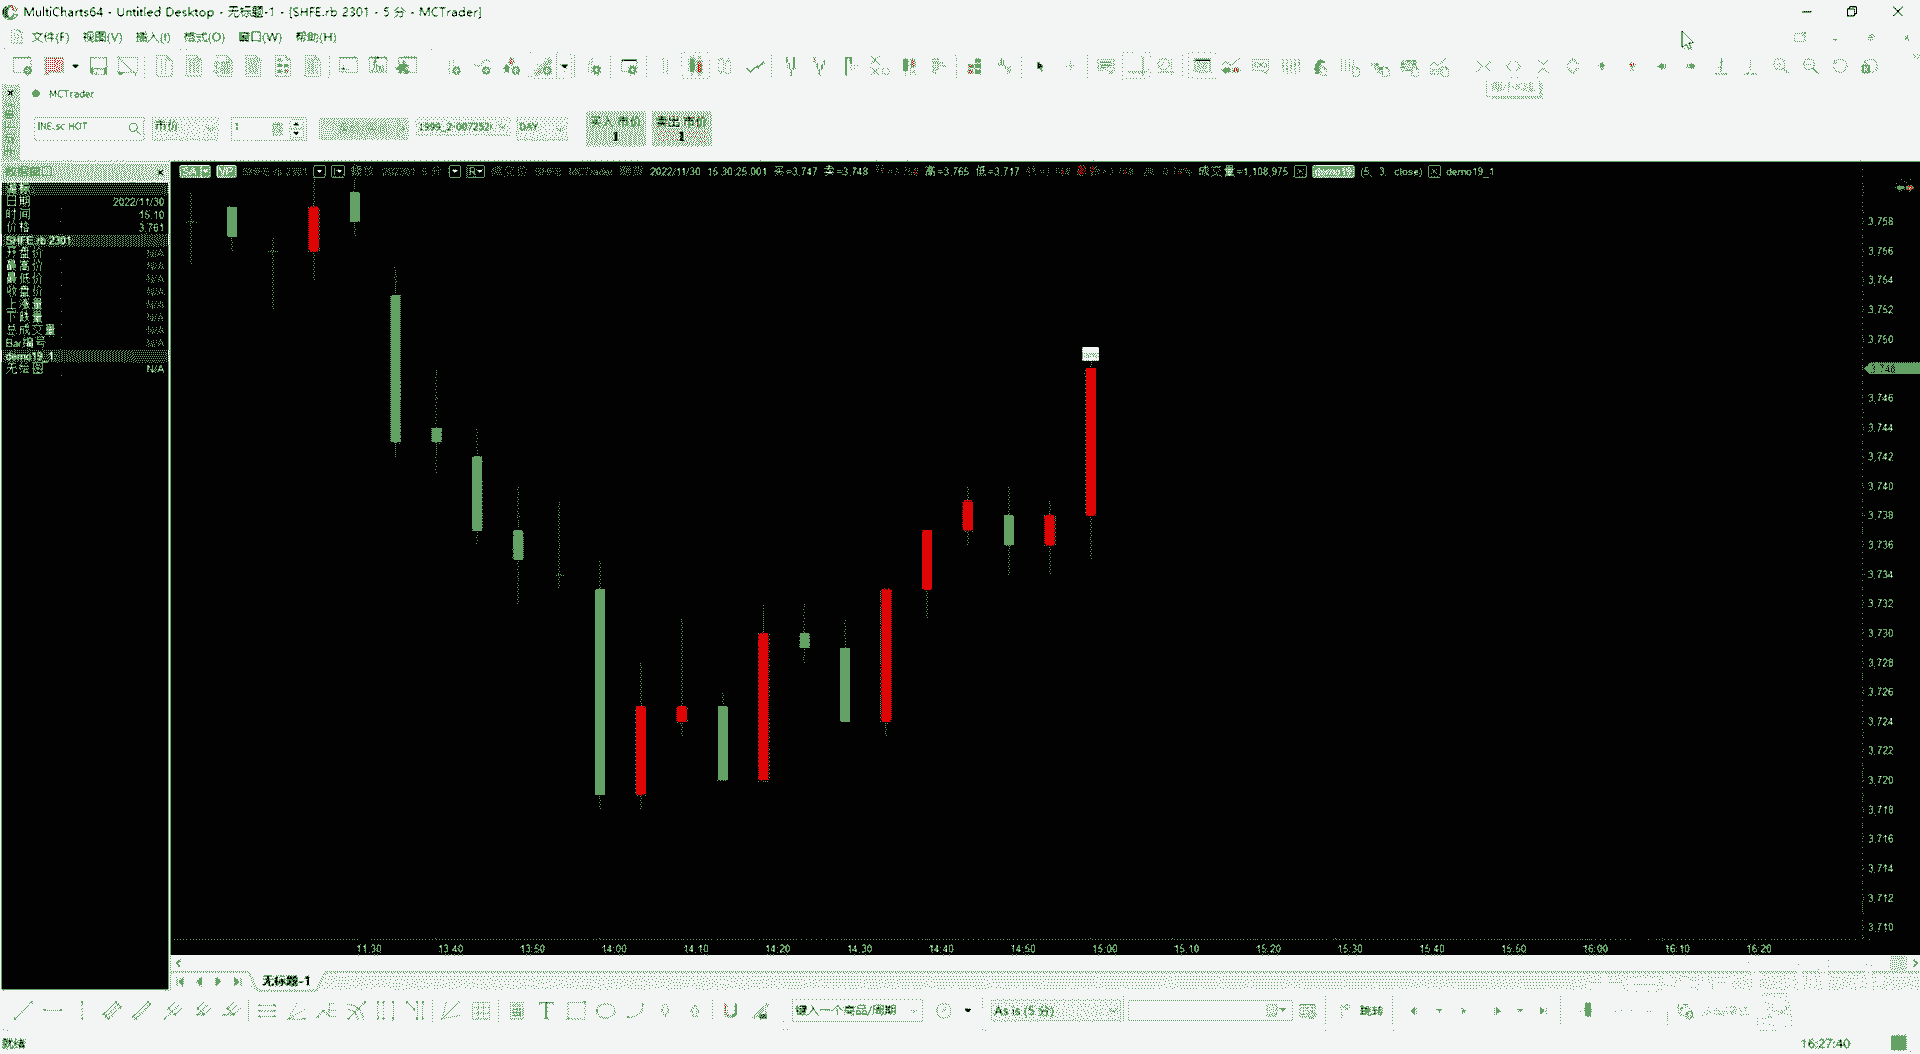 MultiCharts64 - Untitled Desktop - 无标题-1 - [SHFE.rb 2301 - 5 分 - MCTrader]
文件(F) 视图(V) 插入(I) 格式(O) 窗口(W) 帮助(H)
MCTrader
INE.sc HOT 市价 1 DAY 买入 市价 1 卖出 市价 1
2022/11/30 15:30:25.001 买=3,747 卖=3,748 高=3,765 低=3,717 成交量=1,108,975 demo19 (5, 3, close) demo19_1
日期 2022/11/30
时间 15:10
价格 3,761
SHFE.rb 2301
开盘价 N/A
最高价 N/A
最低价 N/A
收盘价 N/A
上涨量 N/A
下跌量 N/A
总成交量 N/A
Bar编号 N/A
demo19_1
无绘图 N/A
3,758
3,756
3,754
3,752
3,750
3,748
3,746
3,744
3,742
3,740
3,738
3,736
3,734
3,732
3,730
3,728
3,726
3,724
3,722
3,720
3,718
3,716
3,714
3,712
3,710
11:30 13:40 13:50 14:00 14:10 14:20 14:30 14:40 14:50 15:00 15:10 15:20 15:30 15:40 15:50 16:00 16:10 16:20
无标题-1
键入一个商品/周期 As is (5 分) 跳转
就绪 16:27:40